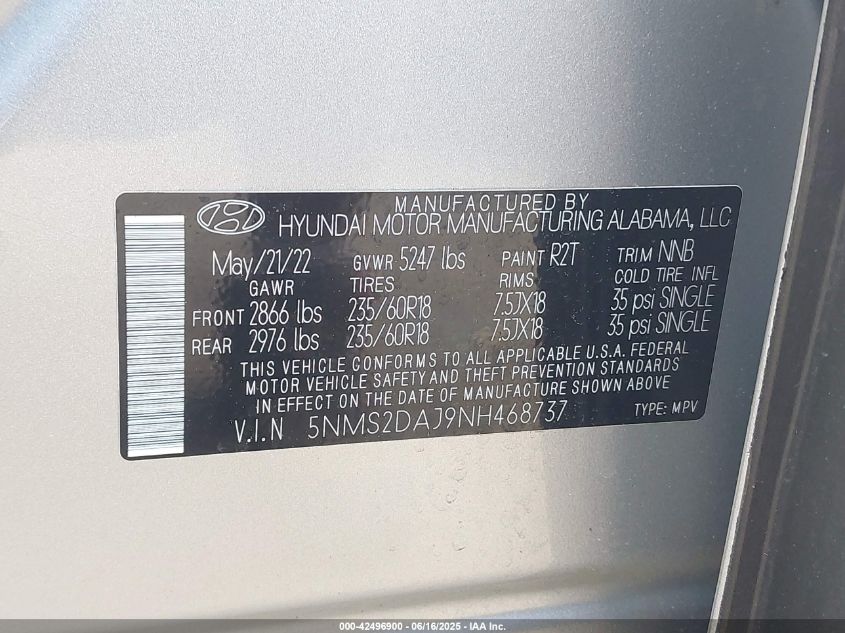 MANUFACTURED BY
HYUNDAI MOTOR MANUFACTURING ALABAMA, LLC
May/21/22 GVWR 5247 lbs PAINT R2T TRIM NNB
GAWR TIRES RIMS COLD TIRE INFL
FRONT 2866 lbs 235/60R18 7.5JX18 35 psi SINGLE
REAR 2976 lbs 235/60R18 7.5JX18 35 psi SINGLE
THIS VEHICLE CONFORMS TO ALL APPLICABLE U.S.A. FEDERAL
MOTOR VEHICLE SAFETY AND THEFT PREVENTION STANDARDS
IN EFFECT ON THE DATE OF MANUFACTURE SHOWN ABOVE
V.I.N 5NMS2DAJ9NH468737 TYPE: MPV
000-42496900 - 06/16/2025 - IAA Inc.